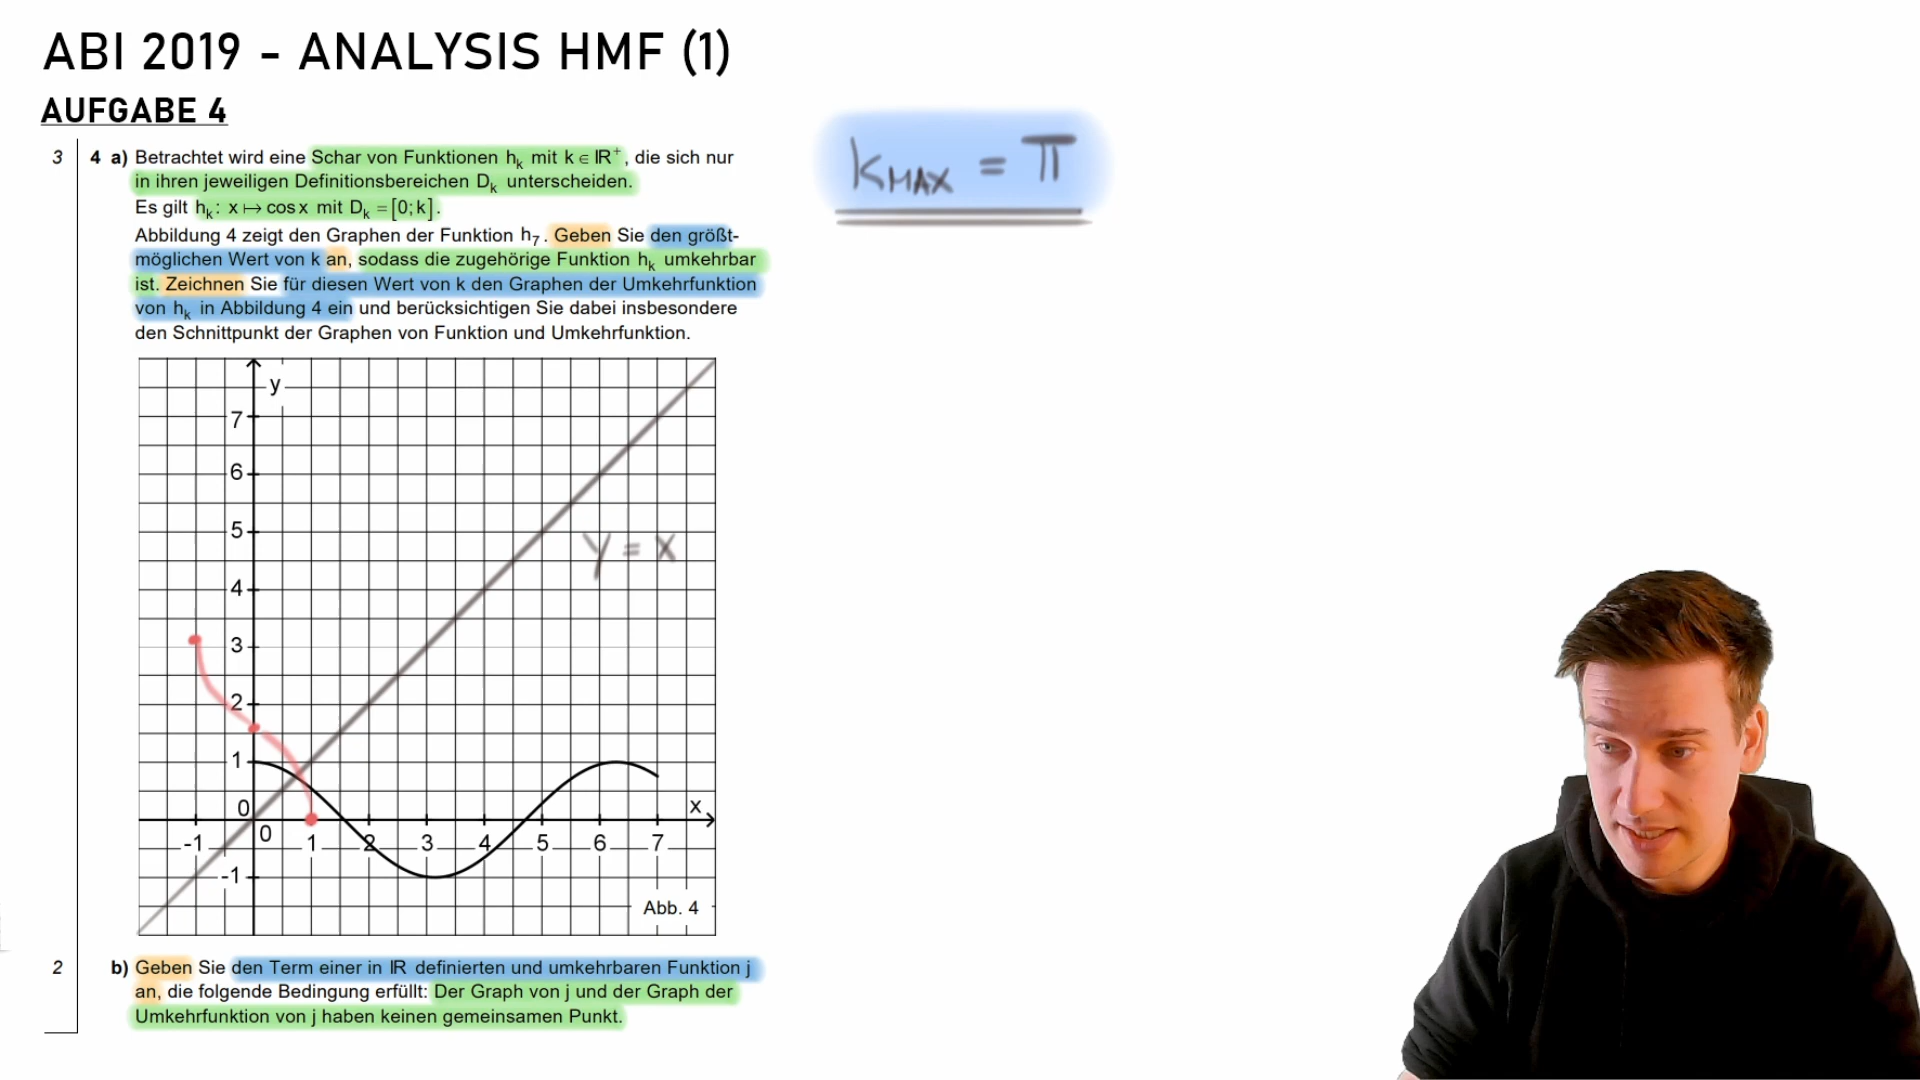 ABI 2019 - ANALYSIS HMF (1)
AUFGABE 4
3 4 a) Betrachtet wird eine Schar von Funktionen hₖ mit k ∈ IR⁺, die sich nur
in ihren jeweiligen Definitionsbereichen Dₖ unterscheiden.
Es gilt hₖ: x ↦ cos x mit Dₖ = [0;k].
Abbildung 4 zeigt den Graphen der Funktion h₇. Geben Sie den größt-
möglichen Wert von k an, sodass die zugehörige Funktion hₖ umkehrbar
ist. Zeichnen Sie für diesen Wert von k den Graphen der Umkehrfunktion
von hₖ in Abbildung 4 ein und berücksichtigen Sie dabei insbesondere
den Schnittpunkt der Graphen von Funktion und Umkehrfunktion.
K MAX = π
y
7
6
5
y = x
4
3
2
1
0 x
-1 0 1 2 3 4 5 6 7
-1
Abb. 4
2 b) Geben Sie den Term einer in IR definierten und umkehrbaren Funktion j
an, die folgende Bedingung erfüllt: Der Graph von j und der Graph der
Umkehrfunktion von j haben keinen gemeinsamen Punkt.